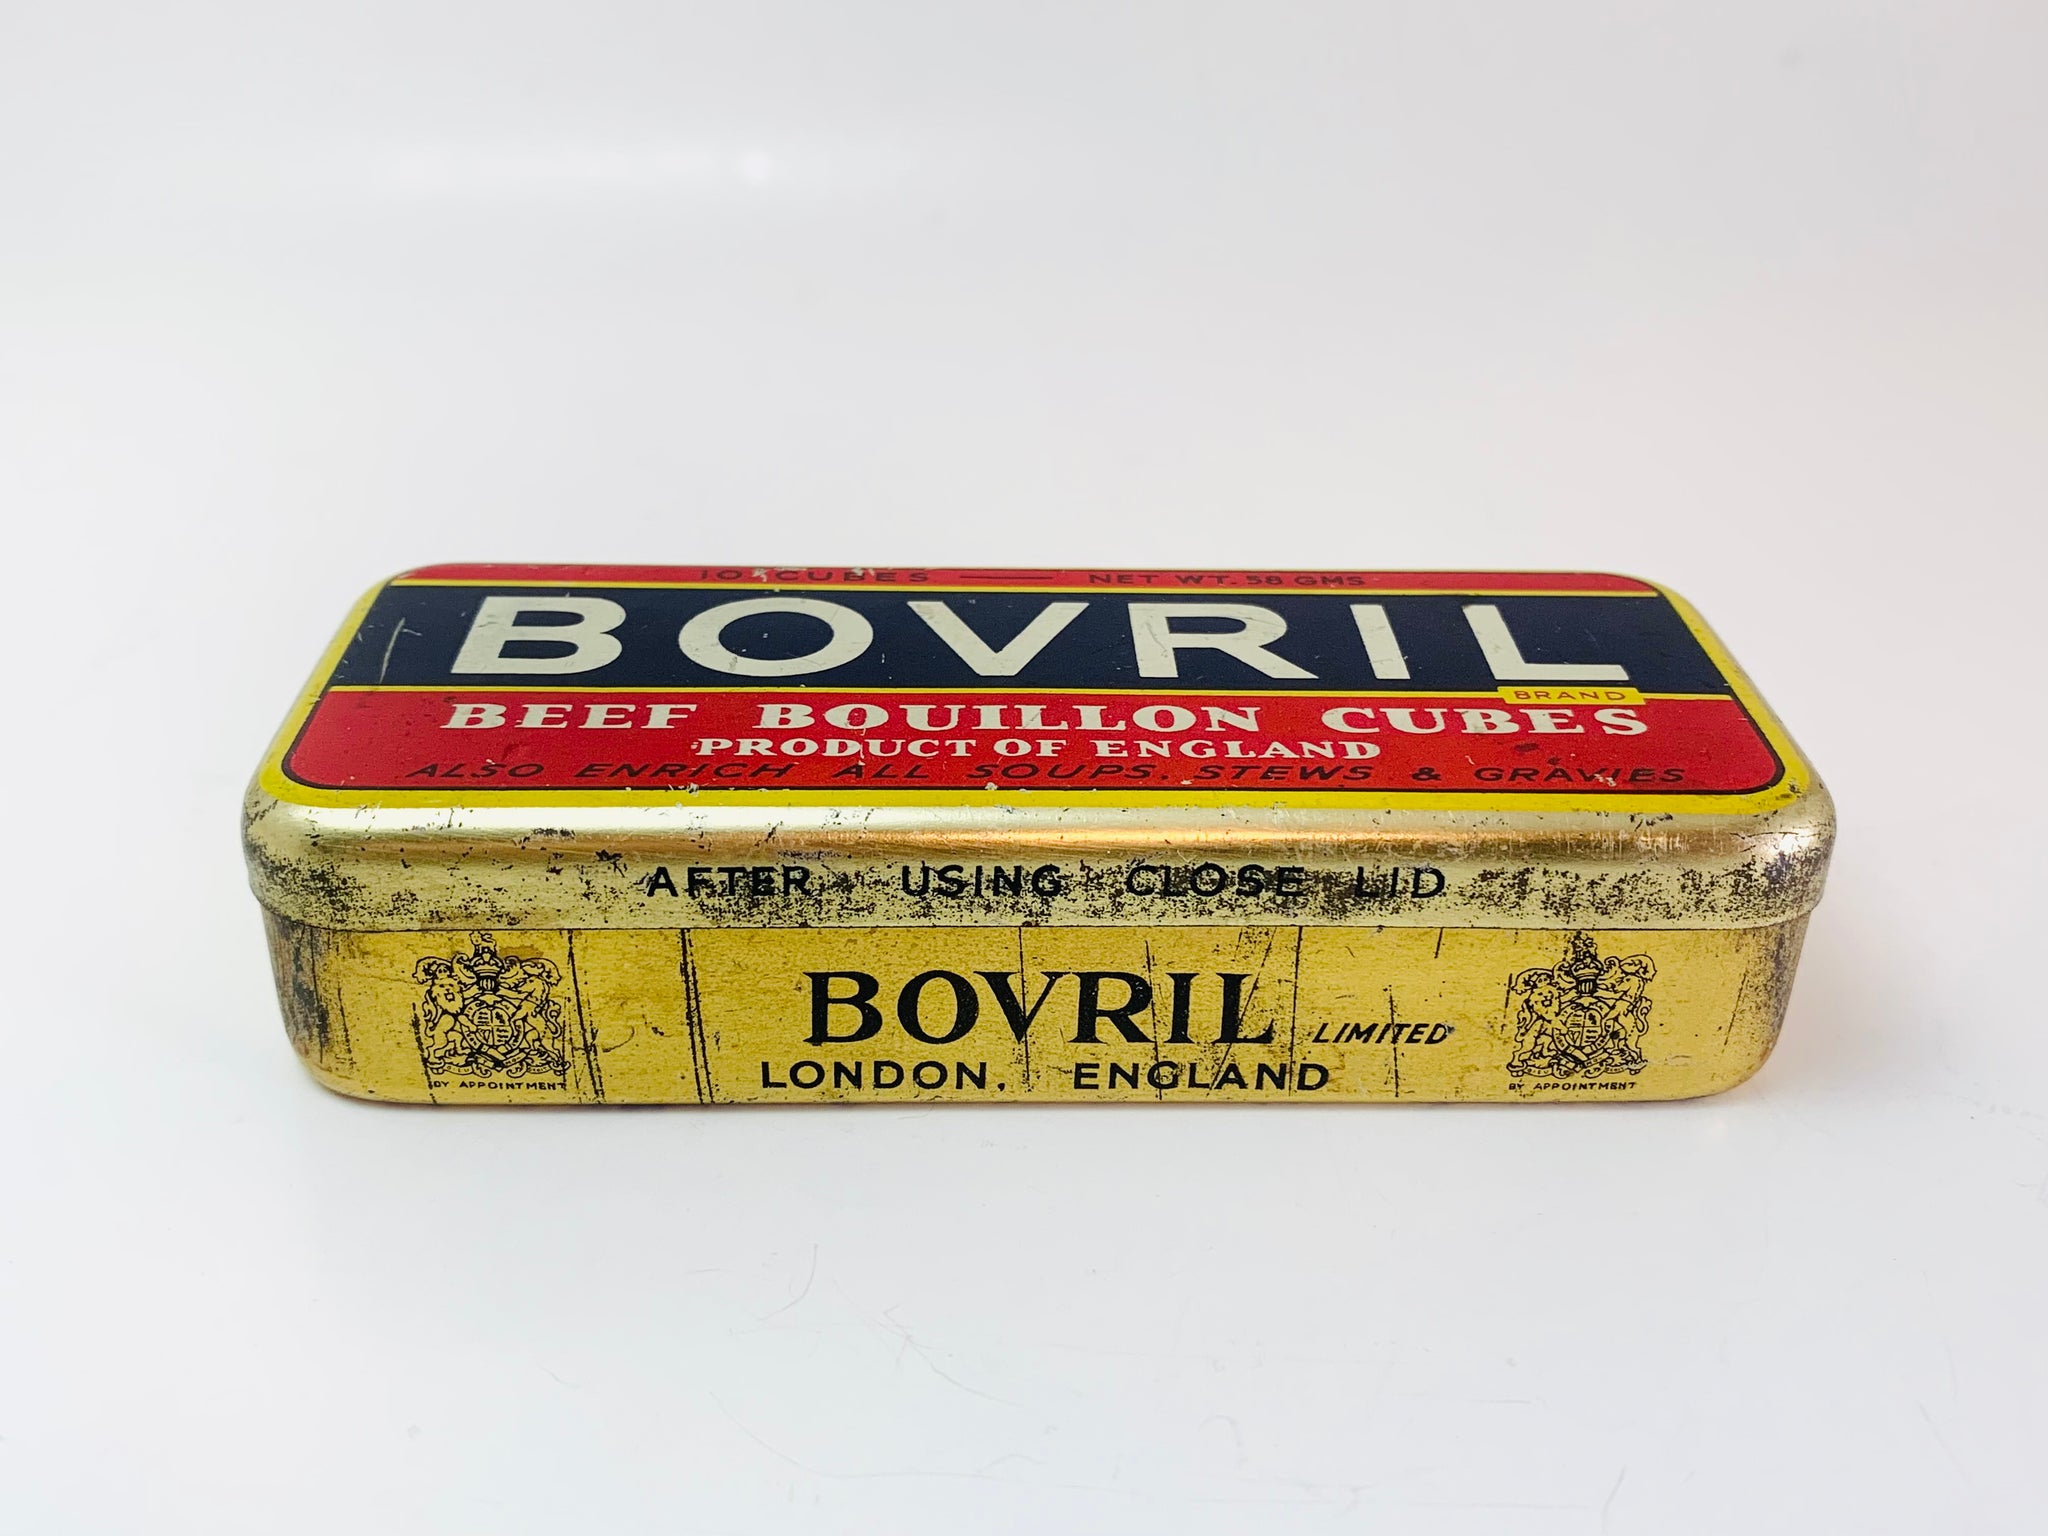 10 CUBES — NET WT. 58 GMS
BOVRIL
BRAND
BEEF BOUILLON CUBES
PRODUCT OF ENGLAND
ALSO ENRICH ALL SOUPS, STEWS & GRAVIES
AFTER USING CLOSE LID
BOVRIL LIMITED
LONDON, ENGLAND
BY APPOINTMENT
BY APPOINTMENT